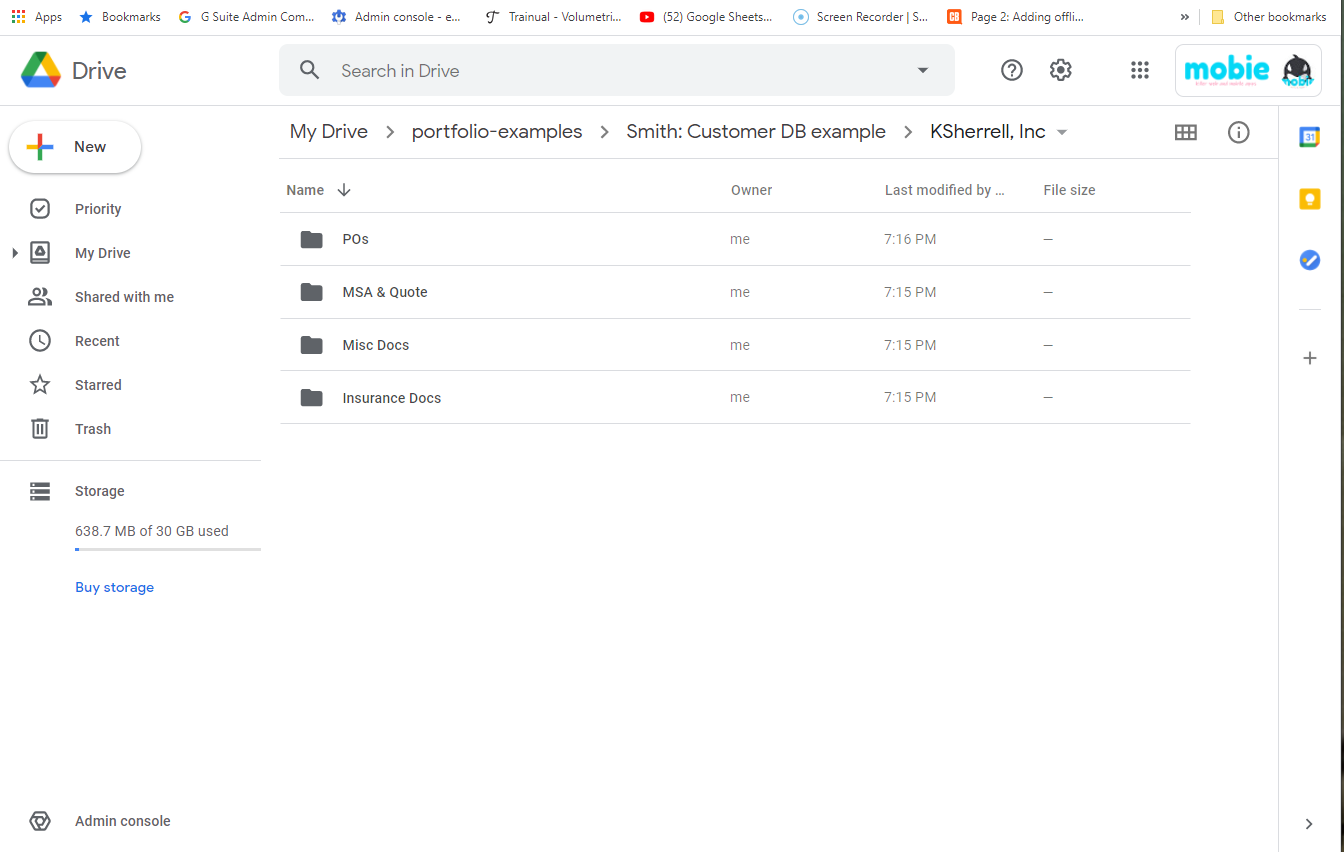 Apps Bookmarks G Suite Admin Com... Admin console - e... Trainual - Volumetri... (52) Google Sheets... Screen Recorder | S... CB Page 2: Adding offli... » Other bookmarks
Drive Search in Drive mobie
My Drive portfolio-examples Smith: Customer DB example KSherrell, Inc
31
New
Name Owner Last modified by ... File size
Priority
POs me 7:16 PM –
My Drive
MSA & Quote me 7:15 PM –
Shared with me
Misc Docs me 7:15 PM –
Recent
Starred
Insurance Docs me 7:15 PM –
Trash
Storage
638.7 MB of 30 GB used
Buy storage
Admin console